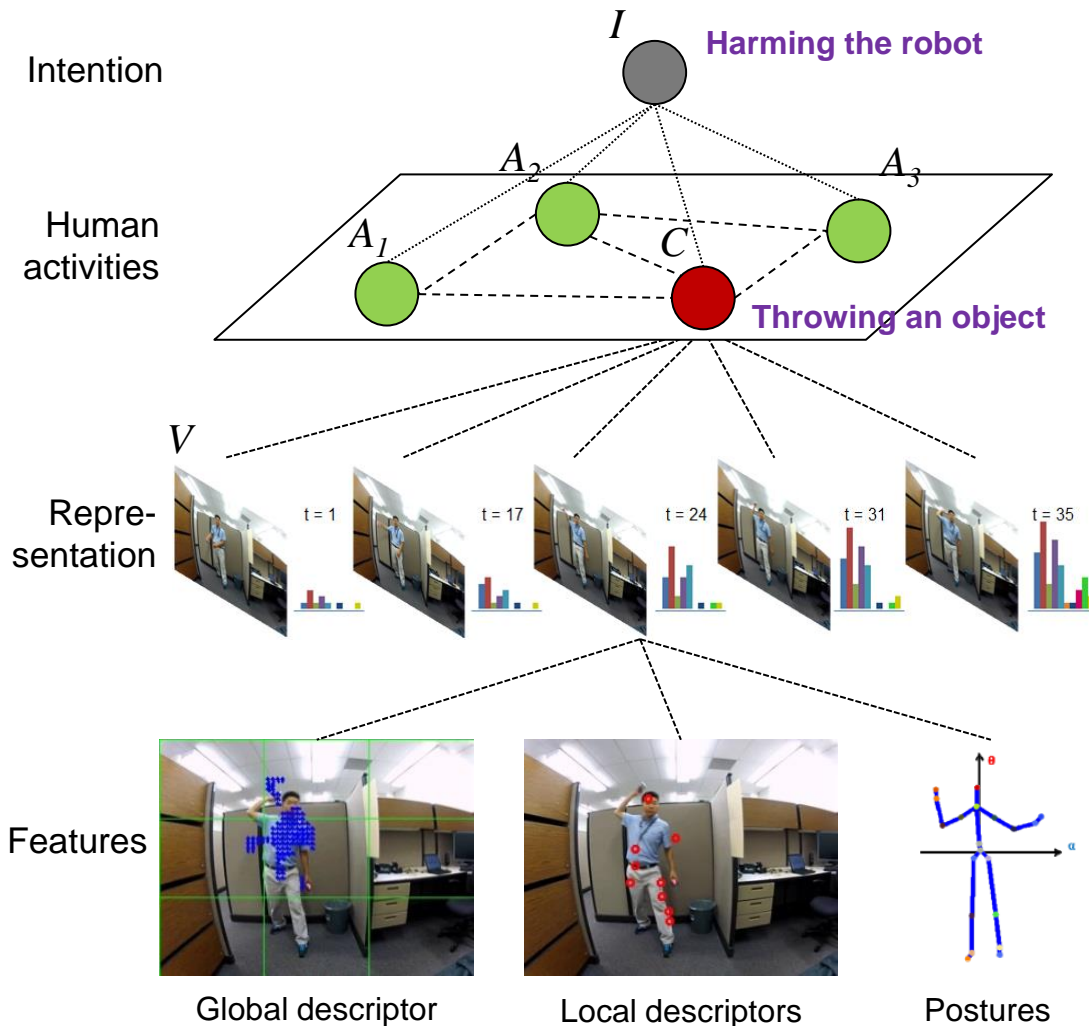 I
Harming the robot
Intention
A2
A3
Human
activities
A1
C
Throwing an object
V
Repre-
sentation
t = 1
t = 17
t = 24
t = 31
t = 35
θ
α
Features
Global descriptor
Local descriptors
Postures